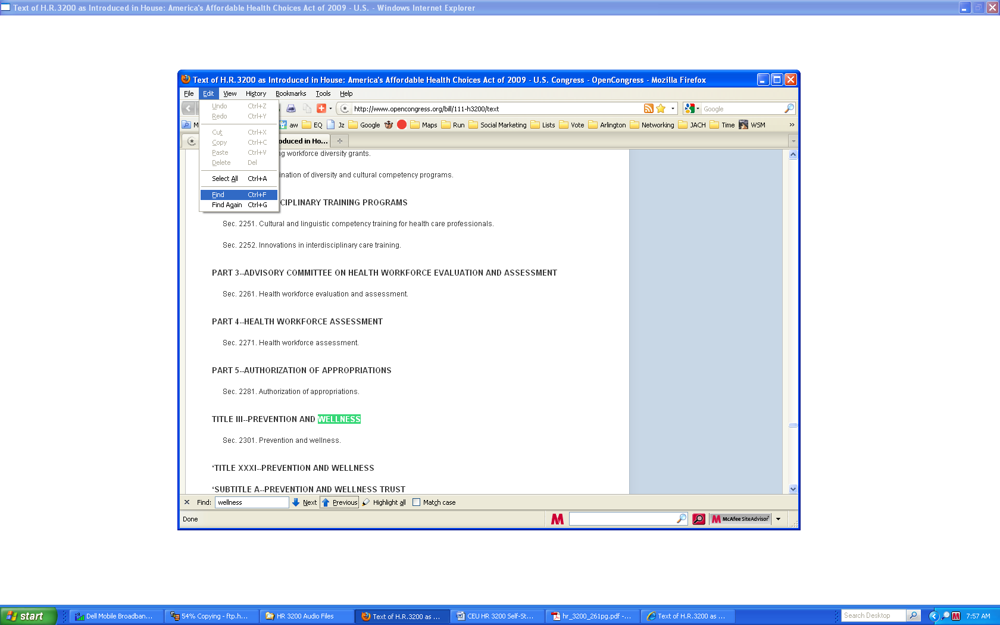 Text of H.R.3200 as Introduced in House: America's Affordable Health Choices Act of 2009 - U.S. - Windows Internet Explorer
Text of H.R.3200 as Introduced in House: America's Affordable Health Choices Act of 2009 - U.S. Congress - OpenCongress - Mozilla Firefox
File Edit View History Bookmarks Tools Help
http://www.opencongress.org/bill/111-h3200/text Google
M aw EQ Jz Google Maps Run Social Marketing Lists Vote Arlington Networking JACH Time WSM »
oduced in Ho...
Undo Ctrl+Z
Redo Ctrl+Y
Cut Ctrl+X
Copy Ctrl+C
Paste Ctrl+V
Delete Del
Select All Ctrl+A
Find Ctrl+F
Find Again Ctrl+G
g workforce diversity grants.
ination of diversity and cultural competency programs.
CIPLINARY TRAINING PROGRAMS
Sec. 2251. Cultural and linguistic competency training for health care professionals.
Sec. 2252. Innovations in interdisciplinary care training.
PART 3--ADVISORY COMMITTEE ON HEALTH WORKFORCE EVALUATION AND ASSESSMENT
Sec. 2261. Health workforce evaluation and assessment.
PART 4--HEALTH WORKFORCE ASSESSMENT
Sec. 2271. Health workforce assessment.
PART 5--AUTHORIZATION OF APPROPRIATIONS
Sec. 2281. Authorization of appropriations.
TITLE III--PREVENTION AND WELLNESS
Sec. 2301. Prevention and wellness.
‘TITLE XXXI--PREVENTION AND WELLNESS
‘SUBTITLE A--PREVENTION AND WELLNESS TRUST
Find: wellness Next Previous Highlight all Match case
Done M McAfee SiteAdvisor
start Dell Mobile Broadban... 54% Copying - ftp.h... HR 3200 Audio Files Text of H.R.3200 as ... CEU HR 3200 Self-St... hr_3200_261pg.pdf -... Text of H.R.3200 as ... Search Desktop 7:57 AM